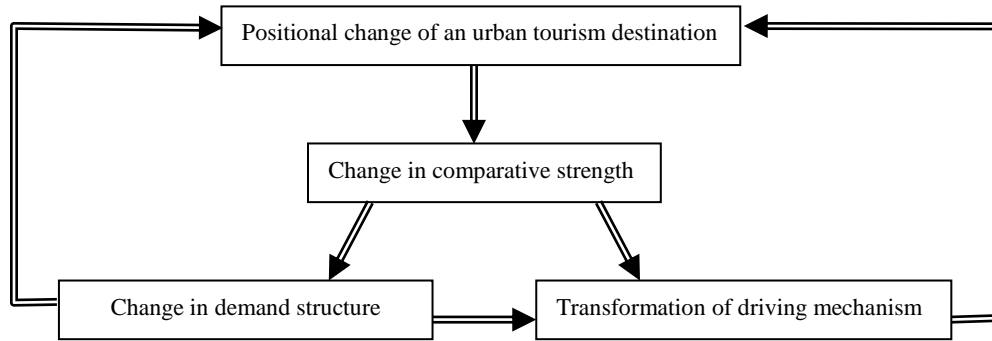 Positional change of an urban tourism destination
Change in comparative strength
Change in demand structure
Transformation of driving mechanism